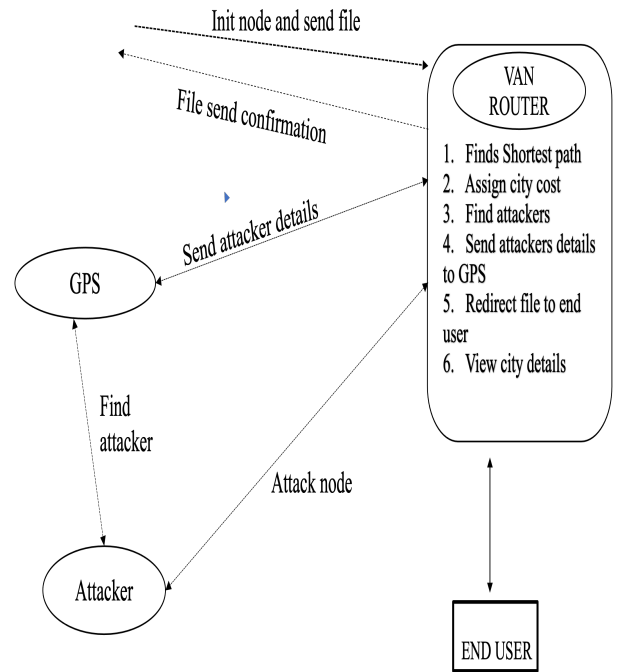 Init node and send file
File send confirmation
VAN
ROUTER
1. Finds Shortest path
2. Assign city cost
3. Find attackers
4. Send attackers details
to GPS
5. Redirect file to end
user
6. View city details
Send attacker details
GPS
Find
attacker
Attack node
Attacker
END USER